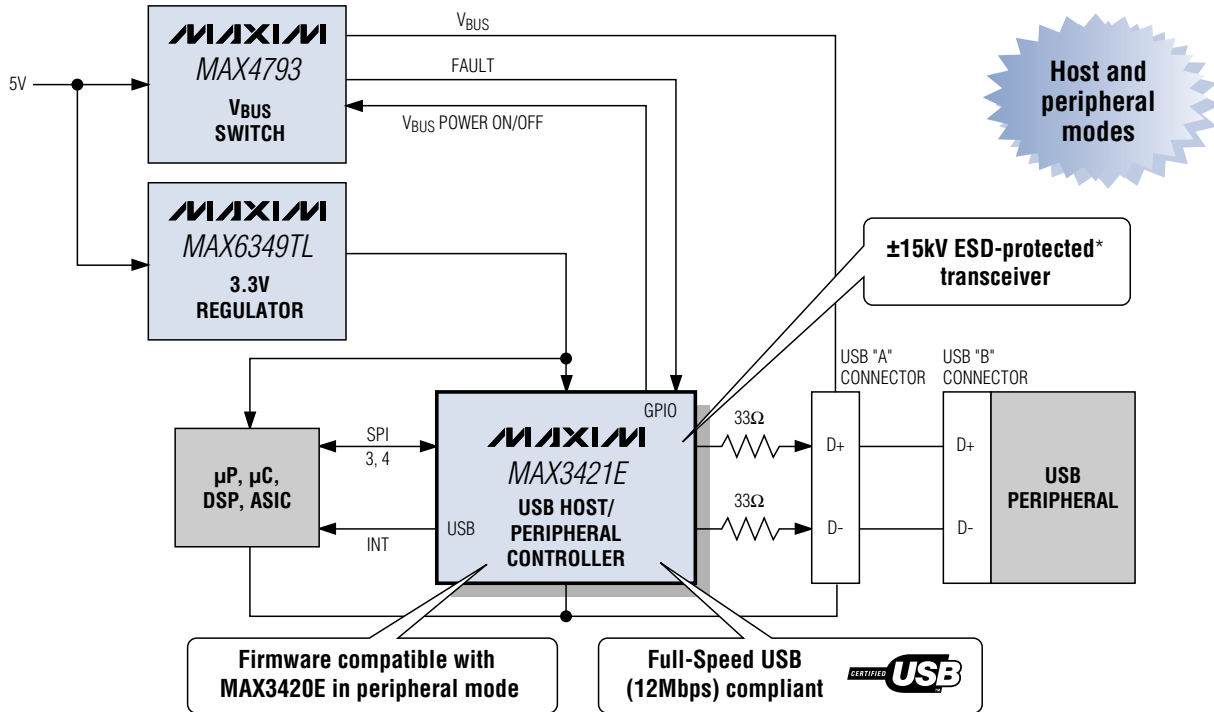 MAXIM
MAX4793
VBUS
SWITCH
5V
VBUS
FAULT
VBUS POWER ON/OFF
Host and
peripheral
modes
MAXIM
MAX6349TL
3.3V
REGULATOR
±15kV ESD-protected*
transceiver
USB "A"
CONNECTOR
USB "B"
CONNECTOR
µP, µC,
DSP, ASIC
SPI
3, 4
INT
GPIO
MAXIM
MAX3421E
USB HOST/
PERIPHERAL
CONTROLLER
USB
33Ω
33Ω
D+
D-
D+
D-
USB
PERIPHERAL
Firmware compatible with
MAX3420E in peripheral mode
Full-Speed USB
(12Mbps) compliant
CERTIFIED USB
TM